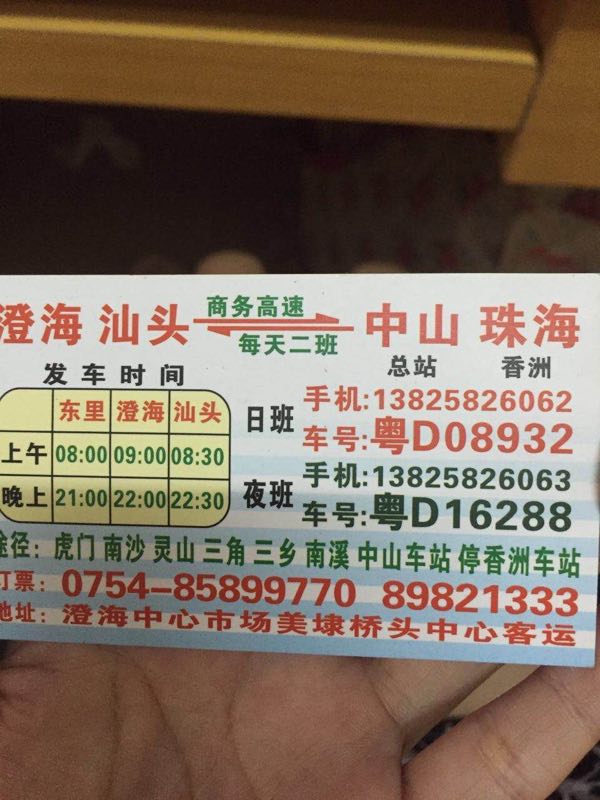 澄海 汕头 商务高速 中山 珠海
每天二班
总站 香洲
发车时间
东里 澄海 汕头
上午 08:00 09:00 08:30
晚上 21:00 22:00 22:30
日班 手机:13825826062
车号:粤D08932
夜班 手机:13825826063
车号:粤D16288
途径: 虎门 南沙 灵山 三角 三乡 南溪 中山车站 停香洲车站
订票: 0754-85899770 89821333
地址: 澄海中心市场美埭桥头中心客运